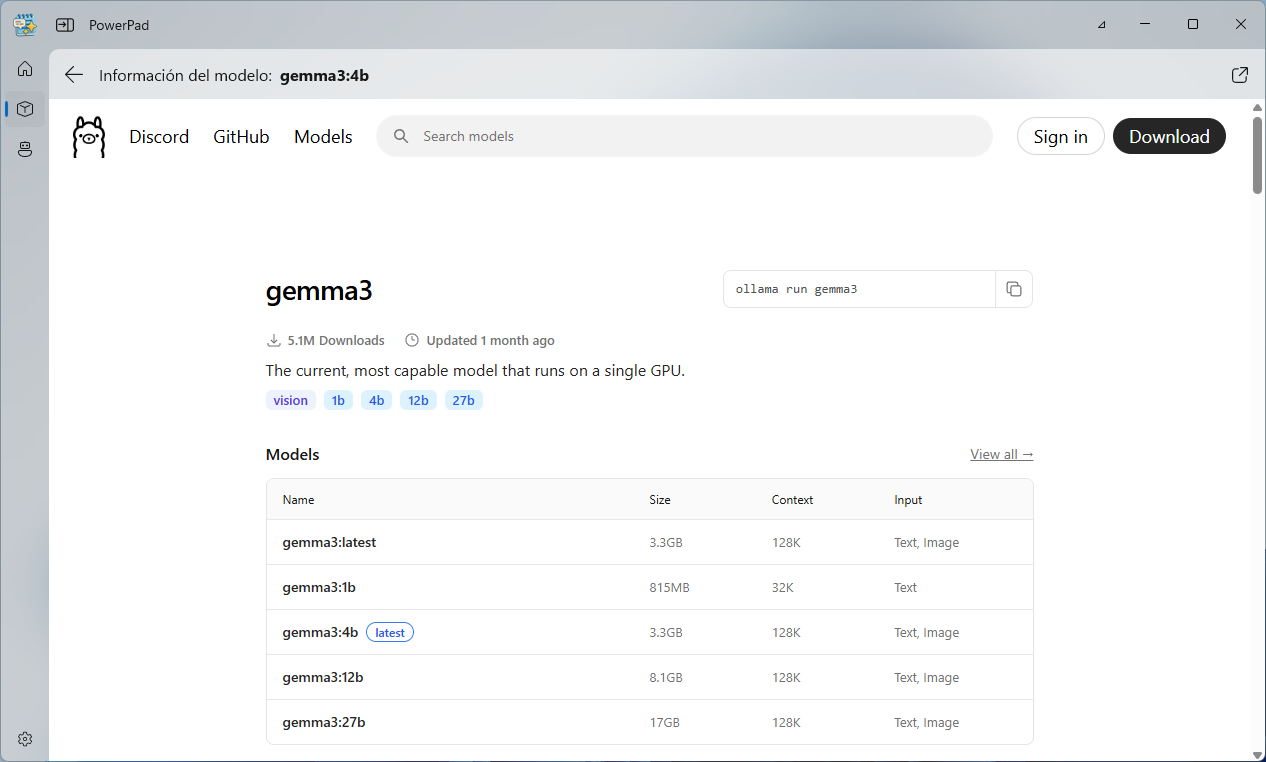 PowerPad
Información del modelo: gemma3:4b
Discord GitHub Models Search models Sign in Download
gemma3
ollama run gemma3
5.1M Downloads Updated 1 month ago
The current, most capable model that runs on a single GPU.
vision 1b 4b 12b 27b
Models View all →
Name Size Context Input
gemma3:latest 3.3GB 128K Text, Image
gemma3:1b 815MB 32K Text
gemma3:4b latest 3.3GB 128K Text, Image
gemma3:12b 8.1GB 128K Text, Image
gemma3:27b 17GB 128K Text, Image